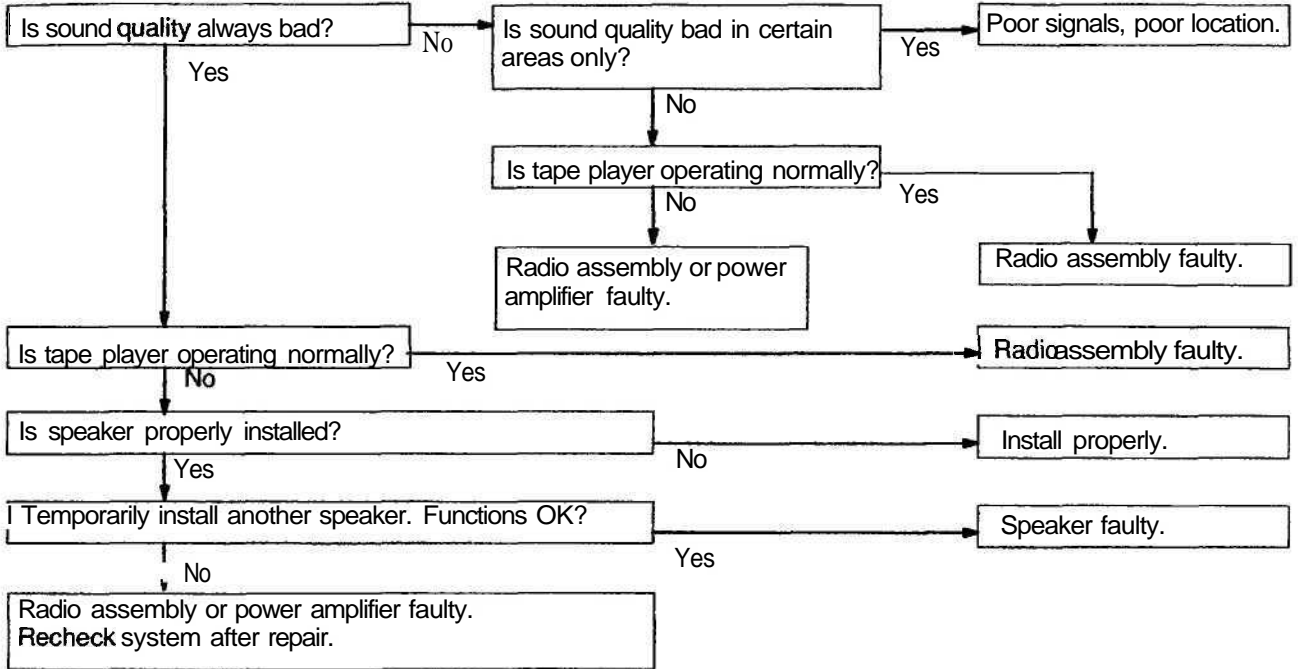 Is sound quality always bad?
No
Is sound quality bad in certain
areas only?
Yes
Poor signals, poor location.
Yes
No
Is tape player operating normally?
Yes
No
Radio assembly or power
amplifier faulty.
Radio assembly faulty.
Is tape player operating normally?
Yes
Radio assembly faulty.
No
Is speaker properly installed?
No
Install properly.
Yes
Temporarily install another speaker. Functions OK?
Yes
Speaker faulty.
No
Radio assembly or power amplifier faulty.
Recheck system after repair.